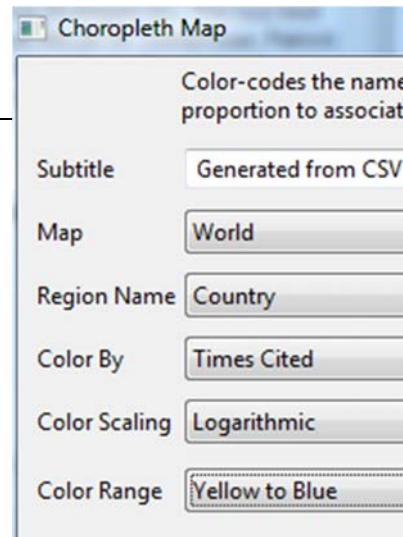 Choropleth Map
Color-codes the name
proportion to associat
Subtitle Generated from CSV
Map World
Region Name Country
Color By Times Cited
Color Scaling Logarithmic
Color Range Yellow to Blue